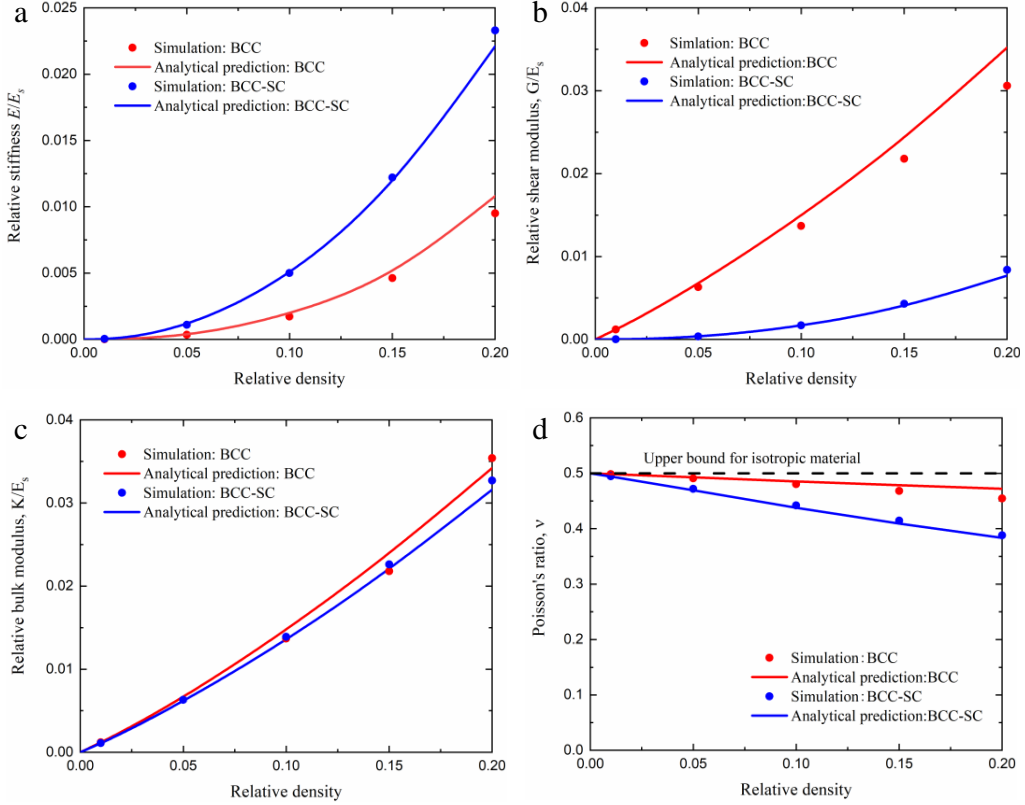 a
0.025
0.020
0.015
0.010
0.005
0.000
Relative stiffness E/Es
Simulation: BCC
Analytical prediction: BCC
Simulation: BCC-SC
Analytical prediction: BCC-SC
0.00 0.05 0.10 0.15 0.20
Relative density
b
0.04
0.03
0.02
0.01
0.00
Relative shear modulus, G/Es
Simlation: BCC
Analytical prediction:BCC
Simulation: BCC-SC
Analytical prediction:BCC-SC
0.00 0.05 0.10 0.15 0.20
Relative density
c
0.04
0.03
0.02
0.01
0.00
Relative bulk modulus, K/Es
Simulation: BCC
Analytical prediction: BCC
Simulation: BCC-SC
Analytical prediction: BCC-SC
0.00 0.05 0.10 0.15 0.20
Relative density
d
0.6
0.5
0.4
0.3
0.2
0.1
0.0
Poisson's ratio, ν
Upper bound for isotropic material
Simulation:BCC
Analytical prediction:BCC
Simulation:BCC-SC
Analytical prediction:BCC-SC
0.00 0.05 0.10 0.15 0.20
Relative density